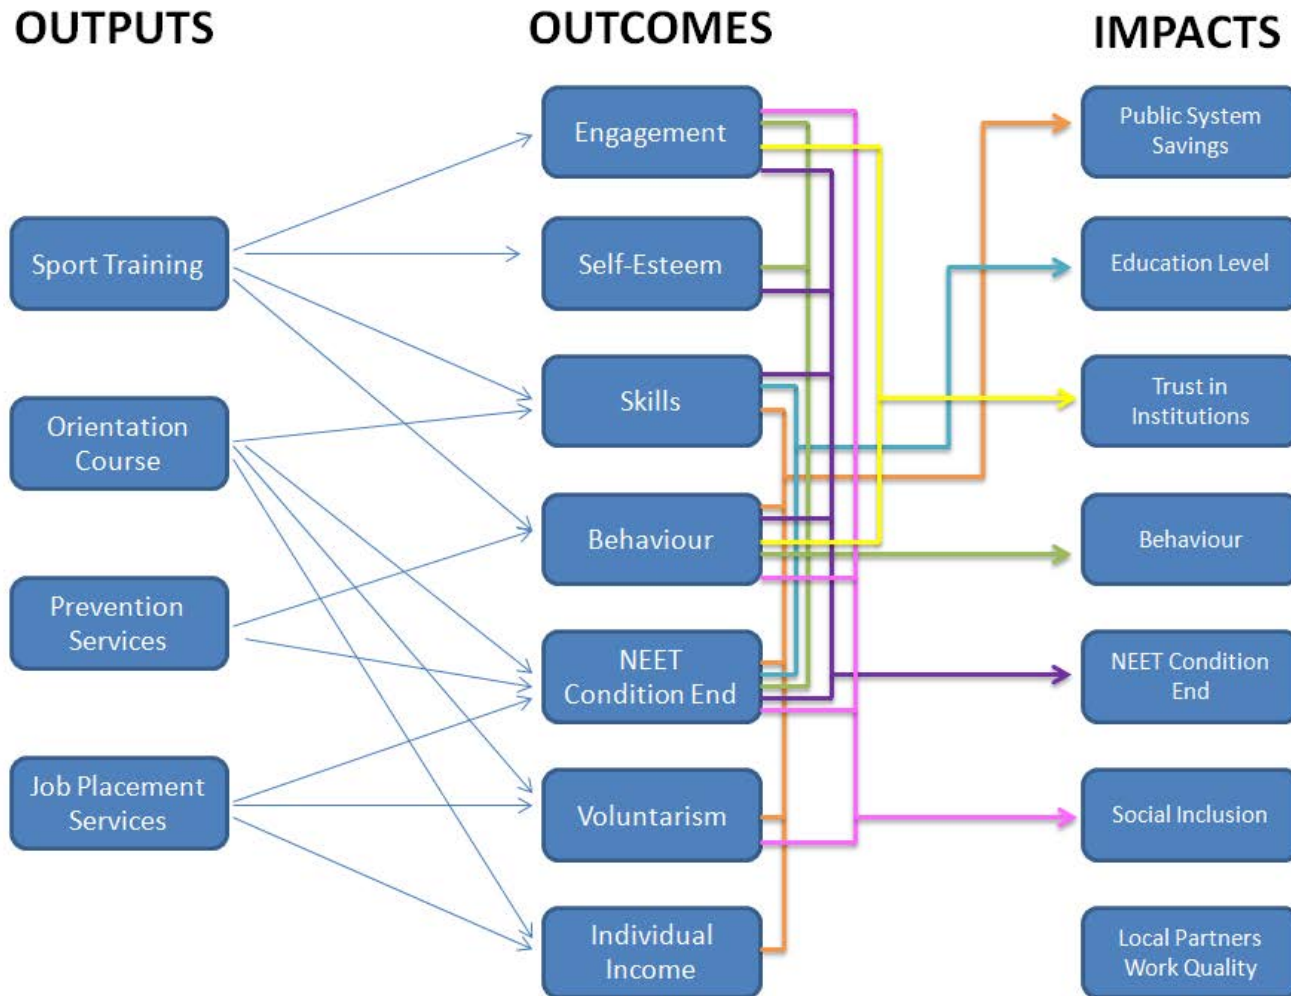 OUTPUTS
OUTCOMES
IMPACTS
Sport Training
Orientation
Course
Prevention
Services
Job Placement
Services
Engagement
Self-Esteem
Skills
Behaviour
NEET
Condition End
Voluntarism
Individual
Income
Public System
Savings
Education Level
Trust in
Institutions
Behaviour
NEET Condition
End
Social Inclusion
Local Partners
Work Quality